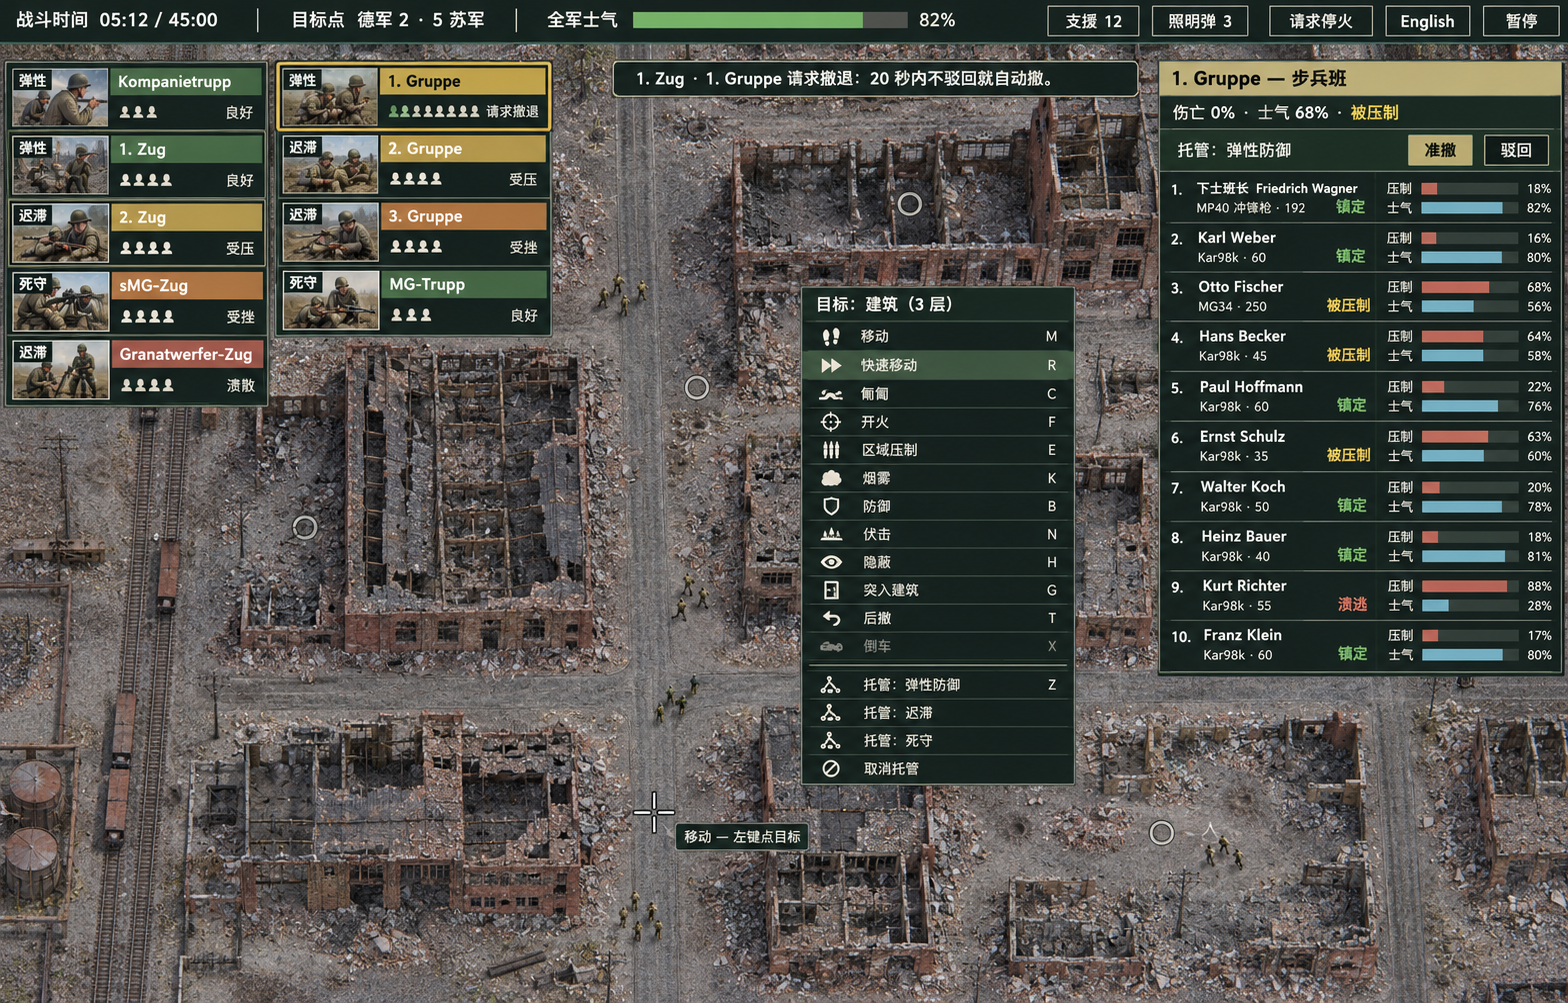 战斗时间 05:12 / 45:00
目标点 德军 2 · 5 苏军
全军士气 82%
支援 12
照明弹 3
请求停火
English
暂停
弹性
Kompanietrupp
良好
弹性
1. Zug
良好
迟滞
2. Zug
受压
死守
sMG-Zug
受挫
迟滞
Granatwerfer-Zug
溃散
弹性
1. Gruppe
请求撤退
迟滞
2. Gruppe
受压
迟滞
3. Gruppe
受挫
死守
MG-Trupp
良好
1. Zug · 1. Gruppe 请求撤退：20 秒内不驳回就自动撤。
目标：建筑（3 层）
移动 M
快速移动 R
匍匐 C
开火 F
区域压制 E
烟雾 K
防御 B
伏击 N
隐蔽 H
突入建筑 G
后撤 T
倒车 X
托管：弹性防御 Z
托管：迟滞
托管：死守
取消托管
移动 — 左键点目标
1. Gruppe — 步兵班
伤亡 0% · 士气 68% · 被压制
托管：弹性防御 准撤 驳回
1. 下士班长 Friedrich Wagner 压制 18%
MP40 冲锋枪 · 192 镇定 士气 82%
2. Karl Weber 压制 16%
Kar98k · 60 镇定 士气 80%
3. Otto Fischer 压制 68%
MG34 · 250 被压制 士气 56%
4. Hans Becker 压制 64%
Kar98k · 45 被压制 士气 58%
5. Paul Hoffmann 压制 22%
Kar98k · 60 镇定 士气 76%
6. Ernst Schulz 压制 63%
Kar98k · 35 被压制 士气 60%
7. Walter Koch 压制 20%
Kar98k · 50 镇定 士气 78%
8. Heinz Bauer 压制 18%
Kar98k · 40 镇定 士气 81%
9. Kurt Richter 压制 88%
Kar98k · 55 溃逃 士气 28%
10. Franz Klein 压制 17%
Kar98k · 60 镇定 士气 80%